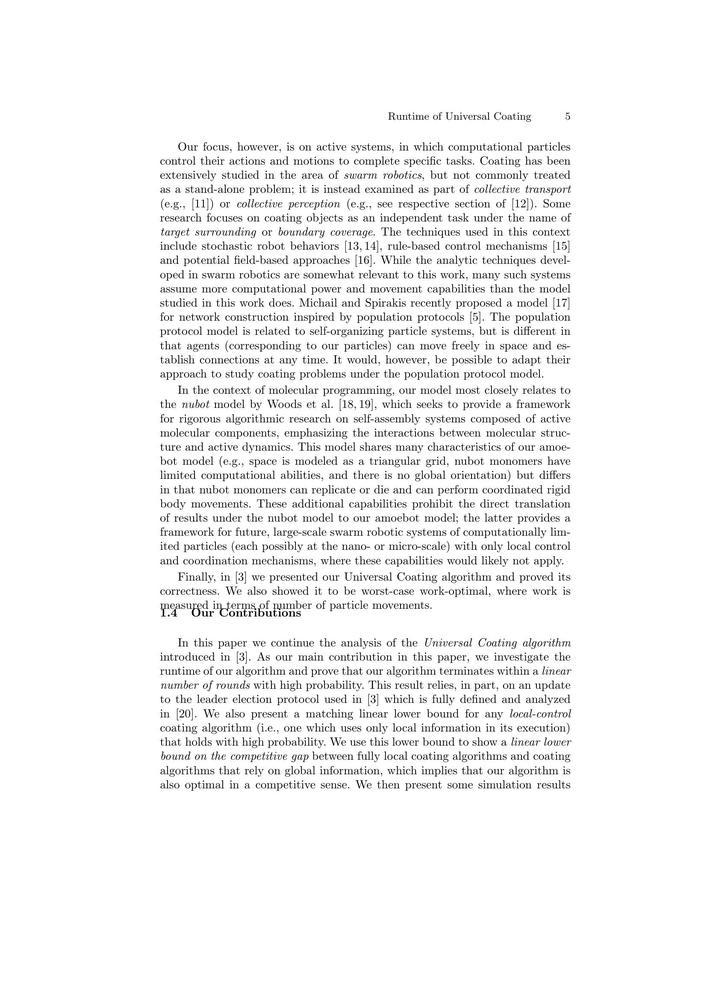 Runtime of Universal Coating 5
Our focus, however, is on active systems, in which computational particles
control their actions and motions to complete specific tasks. Coating has been
extensively studied in the area of swarm robotics, but not commonly treated
as a stand-alone problem; it is instead examined as part of collective transport
(e.g., [11]) or collective perception (e.g., see respective section of [12]). Some
research focuses on coating objects as an independent task under the name of
target surrounding or boundary coverage. The techniques used in this context
include stochastic robot behaviors [13, 14], rule-based control mechanisms [15]
and potential field-based approaches [16]. While the analytic techniques devel-
oped in swarm robotics are somewhat relevant to this work, many such systems
assume more computational power and movement capabilities than the model
studied in this work does. Michail and Spirakis recently proposed a model [17]
for network construction inspired by population protocols [5]. The population
protocol model is related to self-organizing particle systems, but is different in
that agents (corresponding to our particles) can move freely in space and es-
tablish connections at any time. It would, however, be possible to adapt their
approach to study coating problems under the population protocol model.
In the context of molecular programming, our model most closely relates to
the nubot model by Woods et al. [18, 19], which seeks to provide a framework
for rigorous algorithmic research on self-assembly systems composed of active
molecular components, emphasizing the interactions between molecular struc-
ture and active dynamics. This model shares many characteristics of our amoe-
bot model (e.g., space is modeled as a triangular grid, nubot monomers have
limited computational abilities, and there is no global orientation) but differs
in that nubot monomers can replicate or die and can perform coordinated rigid
body movements. These additional capabilities prohibit the direct translation
of results under the nubot model to our amoebot model; the latter provides a
framework for future, large-scale swarm robotic systems of computationally lim-
ited particles (each possibly at the nano- or micro-scale) with only local control
and coordination mechanisms, where these capabilities would likely not apply.
Finally, in [3] we presented our Universal Coating algorithm and proved its
correctness. We also showed it to be worst-case work-optimal, where work is
measured in terms of number of particle movements.
1.4 Our Contributions
In this paper we continue the analysis of the Universal Coating algorithm
introduced in [3]. As our main contribution in this paper, we investigate the
runtime of our algorithm and prove that our algorithm terminates within a linear
number of rounds with high probability. This result relies, in part, on an update
to the leader election protocol used in [3] which is fully defined and analyzed
in [20]. We also present a matching linear lower bound for any local-control
coating algorithm (i.e., one which uses only local information in its execution)
that holds with high probability. We use this lower bound to show a linear lower
bound on the competitive gap between fully local coating algorithms and coating
algorithms that rely on global information, which implies that our algorithm is
also optimal in a competitive sense. We then present some simulation results